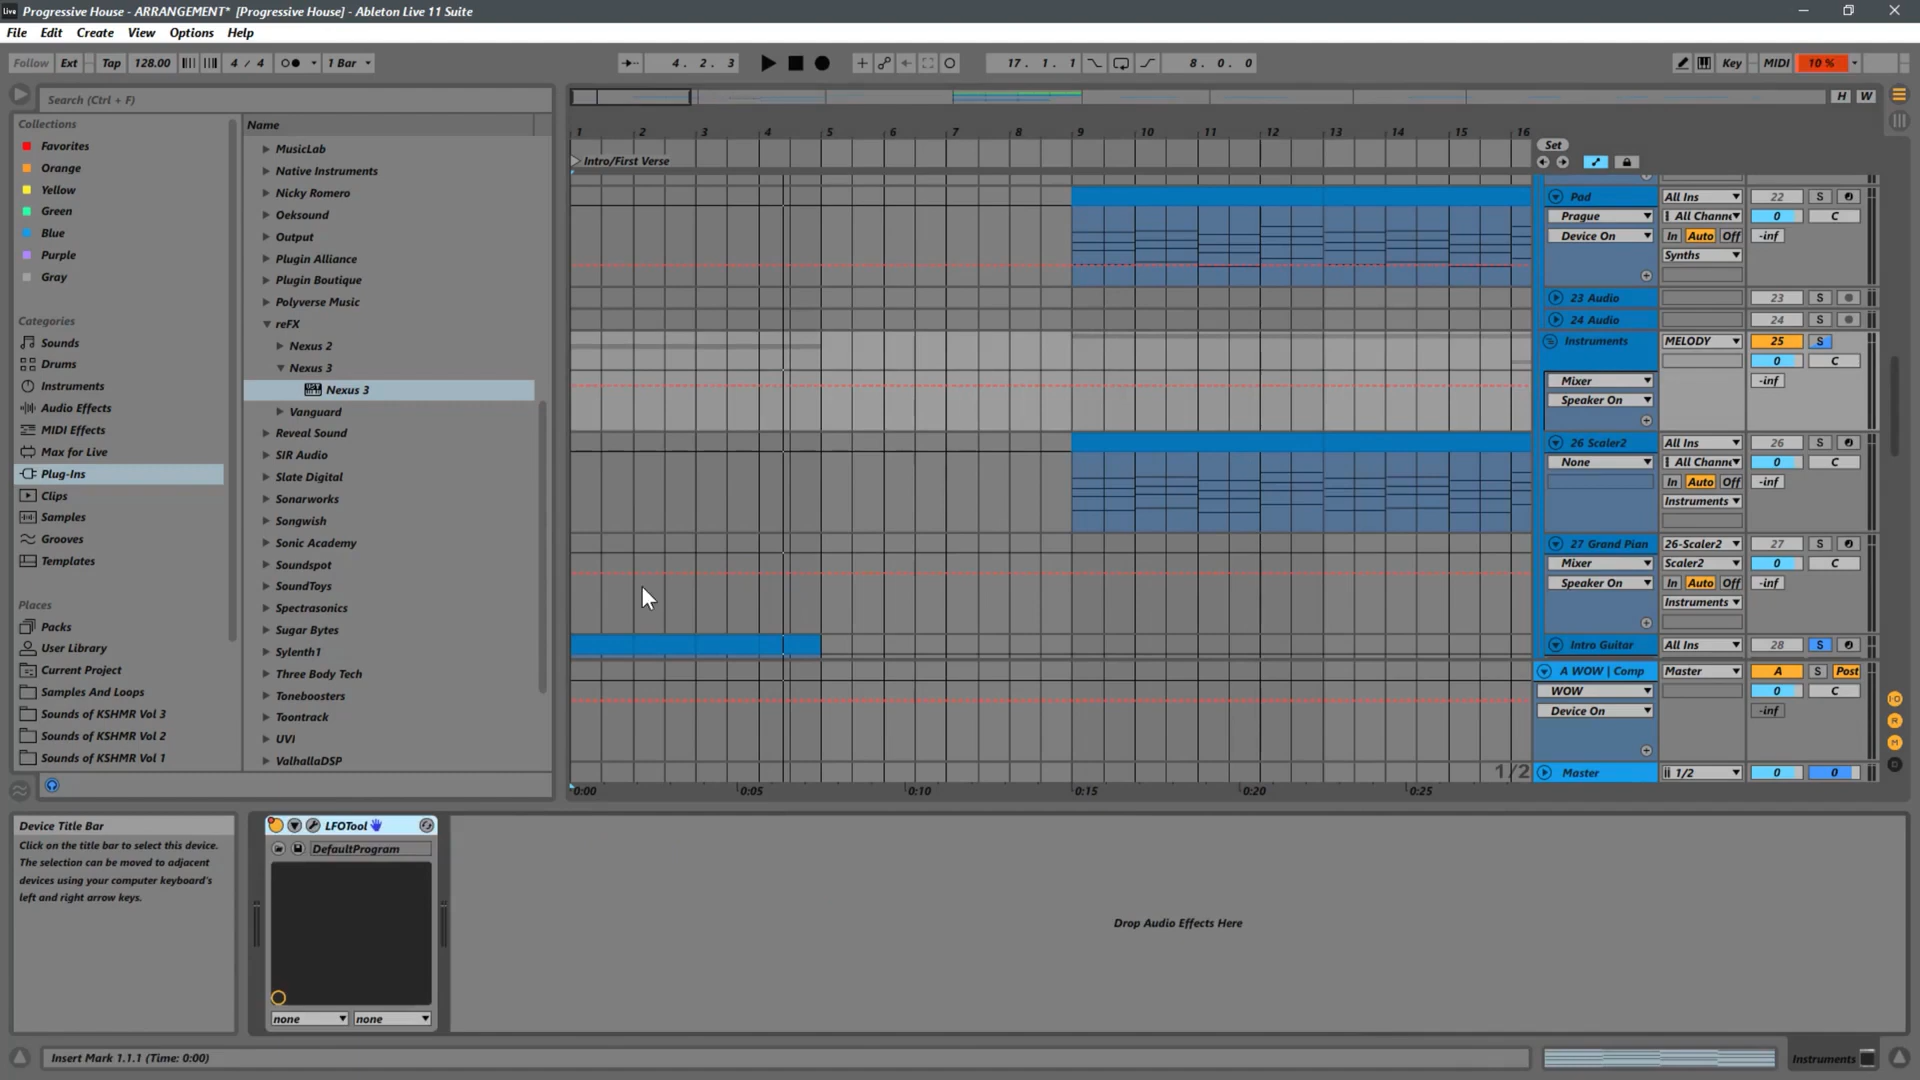 Progressive House - ARRANGEMENT* [Progressive House] - Ableton Live 11 Suite
File Edit Create View Options Help
Follow Ext Tap 128.00 4 / 4 1 Bar 4. 2. 3 17. 1. 1 8. 0. 0 Key MIDI 10 %
Search (Ctrl + F)
H W
Collections
Favorites
Orange
Yellow
Green
Blue
Purple
Gray
Categories
Sounds
Drums
Instruments
Audio Effects
MIDI Effects
Max for Live
Plug-Ins
Clips
Samples
Grooves
Templates
Places
Packs
User Library
Current Project
Samples And Loops
Sounds of KSHMR Vol 3
Sounds of KSHMR Vol 2
Sounds of KSHMR Vol 1
Name
MusicLab
Native Instruments
Nicky Romero
Oeksound
Output
Plugin Alliance
Plugin Boutique
Polyverse Music
reFX
Nexus 2
Nexus 3
Nexus 3
Vanguard
Reveal Sound
SIR Audio
Slate Digital
Sonarworks
Songwish
Sonic Academy
Soundspot
SoundToys
Spectrasonics
Sugar Bytes
Sylenth1
Three Body Tech
Toneboosters
Toontrack
UVI
ValhallaDSP
1 2 3 4 5 6 7 8 9 10 11 12 13 14 15 16
Set
Intro/First Verse
Pad All Ins 22 S
Prague All Channe 0 C
Device On In Auto Off -inf
Synths
23 Audio 23 S
24 Audio 24 S
Instruments MELODY 25 S
0 C
Mixer -inf
Speaker On
26 Scaler2 All Ins 26 S
None All Channe 0 C
In Auto Off -inf
Instruments
27 Grand Pian 26-Scaler2 27 S
Mixer Scaler2 0 C
Speaker On In Auto Off -inf
Instruments
Intro Guitar All Ins 28 S
A WOW | Comp Master A S Post
WOW 0 C
Device On -inf
1/2 Master 1/2 0 0
0:00 0:05 0:10 0:15 0:20 0:25
I·O
R
M
D
Device Title Bar
Click on the title bar to select this device.
The selection can be moved to adjacent
devices using your computer keyboard's
left and right arrow keys.
LFOTool
DefaultProgram
none none
Drop Audio Effects Here
Insert Mark 1.1.1 (Time: 0:00)
Instruments